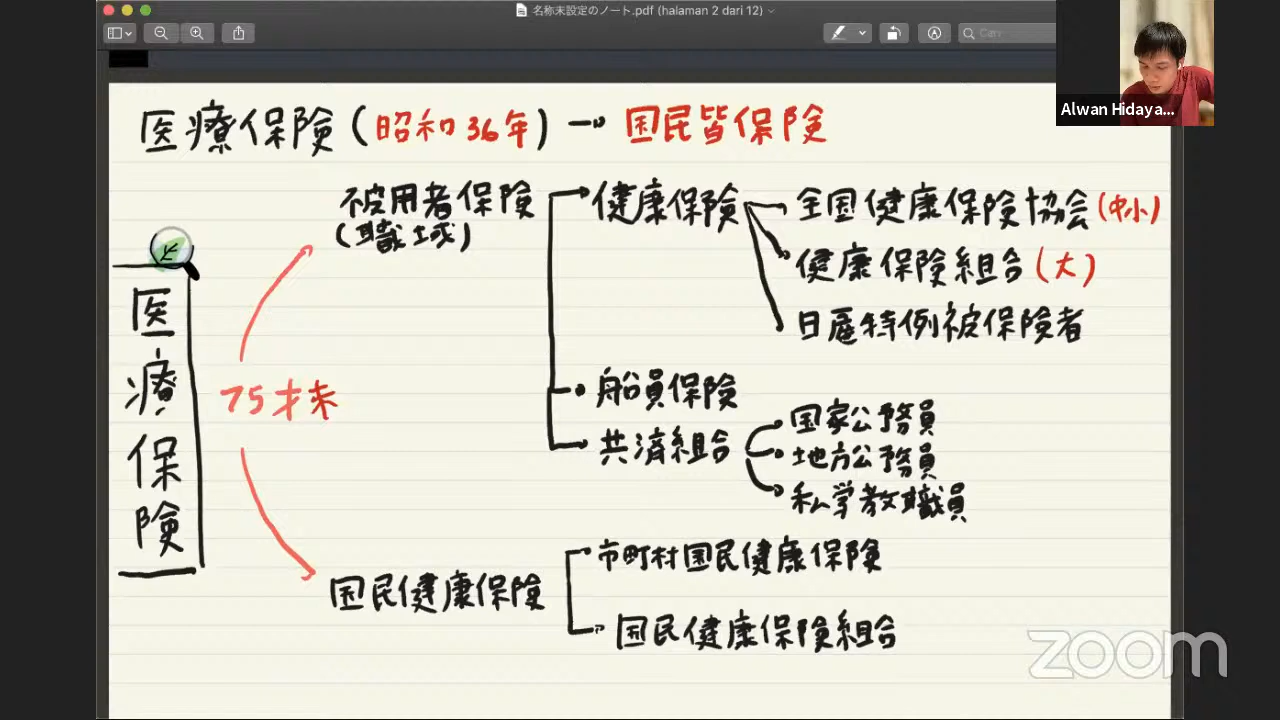 名称未設定のノート.pdf (halaman 2 dari 12)
Alwan Hidaya...
医療保険(昭和36年)→国民皆保険
被用者保険
(職域)
健康保険
全国健康保険協会(中小)
健康保険組合(大)
日雇特例被保険者
医療保険
75才未
船員保険
共済組合
国家公務員
地方公務員
私学教職員
国民健康保険
市町村国民健康保険
国民健康保険組合
zoom